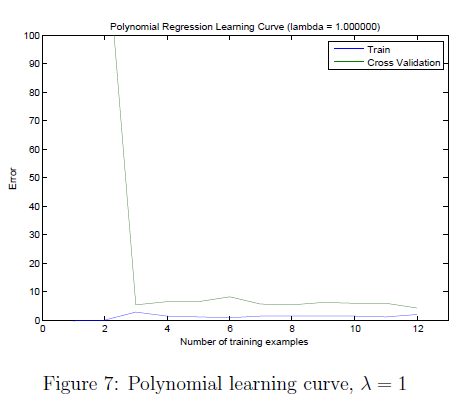 Polynomial Regression Learning Curve (lambda = 1.000000)
100
90
80
70
60
50
40
30
20
10
0
Error
Train
Cross Validation
0 2 4 6 8 10 12
Number of training examples
Figure 7: Polynomial learning curve, λ = 1